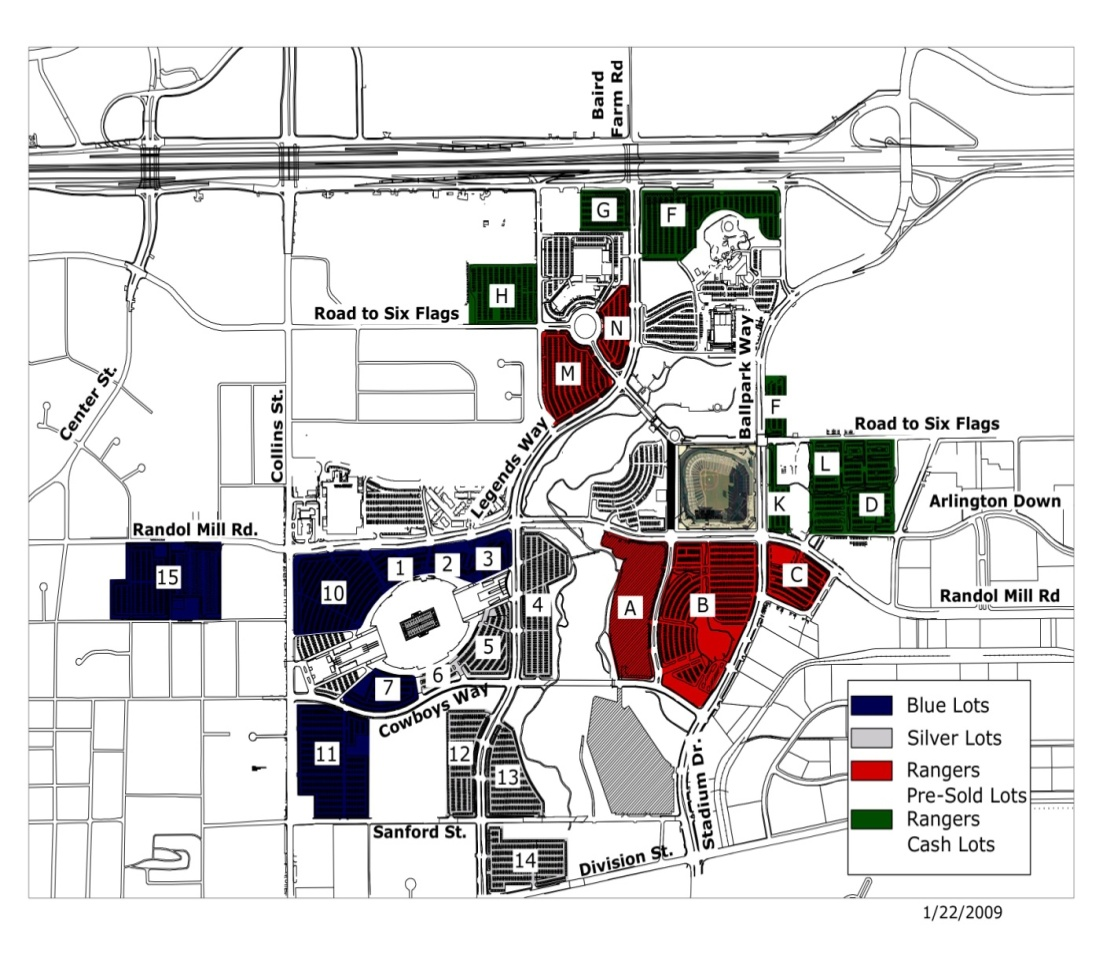 Baird
Farm Rd
G
F
H
Road to Six Flags
N
M
Ballpark Way
Center St.
Collins St.
F
Road to Six Flags
Legends Way
L
K
D
Arlington Down
Randol Mill Rd.
15
10
1
2
3
4
5
6
7
A
B
C
Randol Mill Rd
Cowboys Way
11
12
13
Stadium Dr.
Sanford St.
14
Division St.
Blue Lots
Silver Lots
Rangers
Pre-Sold Lots
Rangers
Cash Lots
1/22/2009